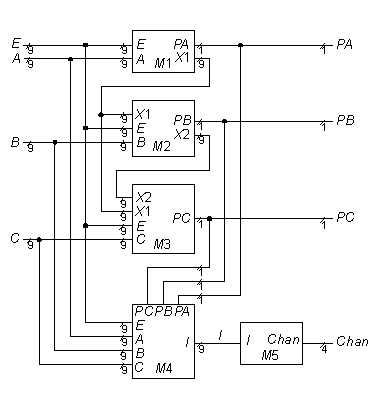 E 9 9 E PA 1 1 PA
A 9 9 A M1 X1 9
9 X1 PB 1 1 PB
9 E X2 9
B 9 9 B M2
9 X2
9 X1 PC 1 1 PC
9 E
C 9 9 C M3
1
1
PC PB PA 1
9 E
9 A I 9 I I Chan 4 Chan
9 B M5
9 C M4